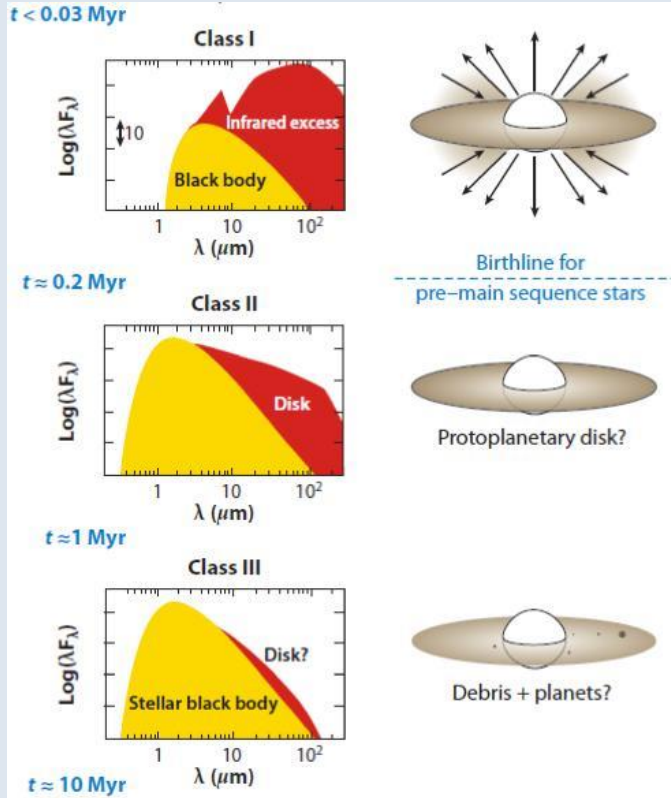 t < 0.03 Myr
Class I
Log(λFλ)
10
Infrared excess
Black body
1 10 10²
λ (μm)
Birthline for
pre–main sequence stars
t ≈ 0.2 Myr
Class II
Log(λFλ)
Disk
1 10 10²
λ (μm)
Protoplanetary disk?
t ≈1 Myr
Class III
Log(λFλ)
Disk?
Stellar black body
1 10 10²
λ (μm)
Debris + planets?
t ≈ 10 Myr